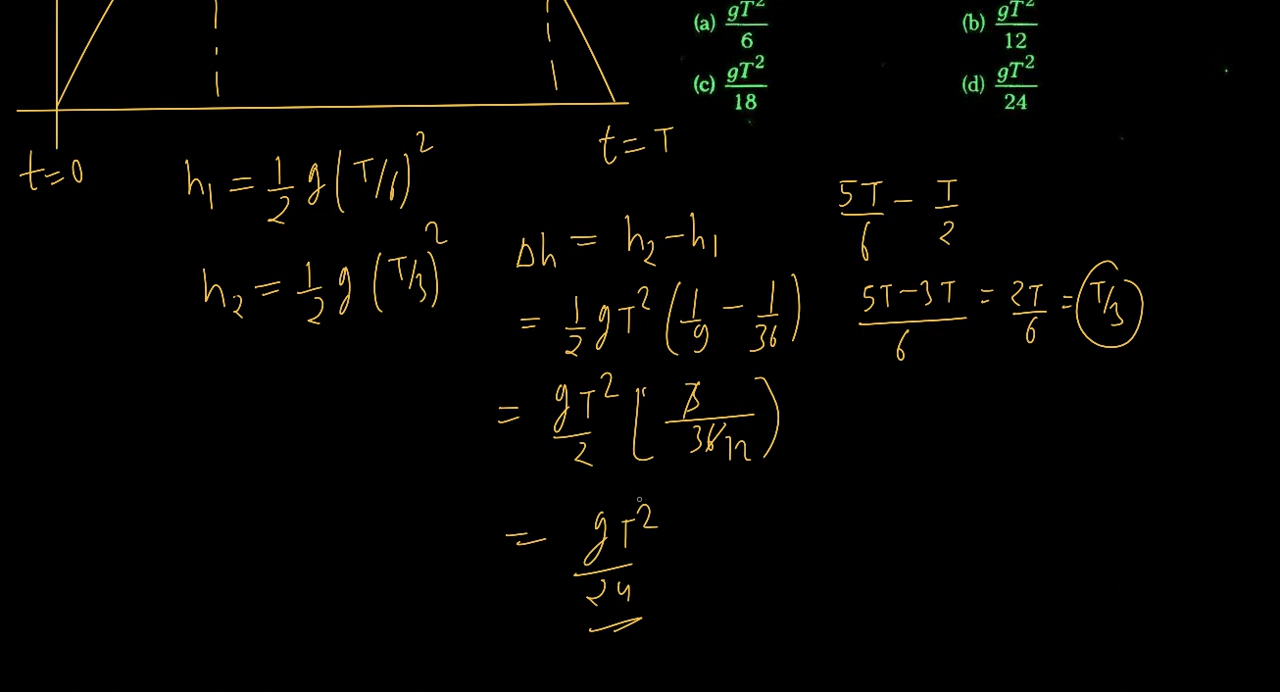 (a) gT²/6 (b) gT²/12
(c) gT²/18 (d) gT²/24
t=0
t=T
h₁ = 1/2 g(T/6)²
h₂ = 1/2 g(T/3)²
Δh = h₂-h₁
= 1/2 gT² (1/9 - 1/36)
= gT²/2 [3/36 12)
= gT²/24
5T/6 - T/2
5T-3T/6 = 2T/6 = T/3